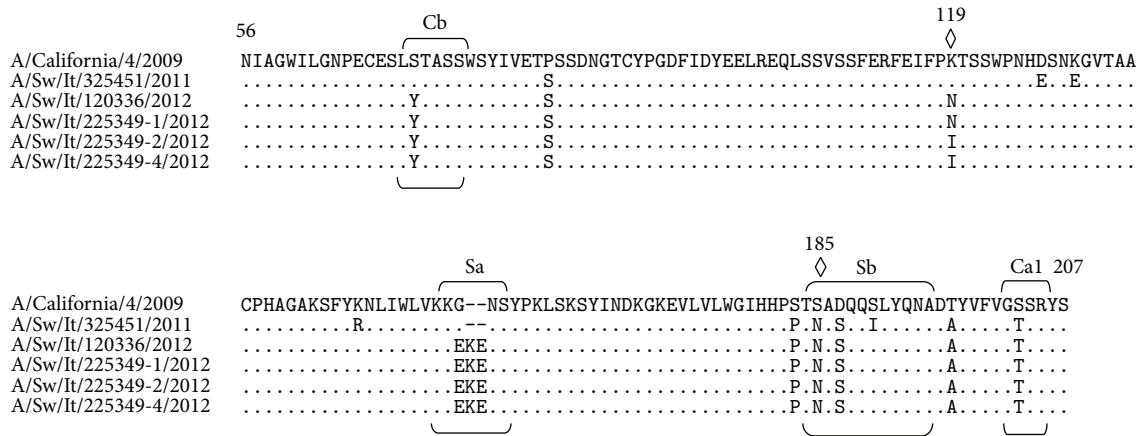 Cb 119
56
A/California/4/2009 NIAGWILGNPECESLSTASSWSYIVETPSSDNGTCYPGDFIDYEELREQLSSVSSFERFEIFPKTSSWPNHDSNKGVTAA
A/Sw/It/325451/2011 ...........................S...........................................E..K.....
A/Sw/It/120336/2012 ...............Y...........S...................................N................
A/Sw/It/225349-1/2012 ...............Y...........S...................................N................
A/Sw/It/225349-2/2012 ...............Y...........S...................................I................
A/Sw/It/225349-4/2012 ...............Y...........S...................................I................
185
Sa Sb Ca1 207
A/California/4/2009 CPHAGAKSFYKNLIWLVKKG--NSYPKLSKSYINDKGKEVLVLWGIHHPSTSADQQSLYQNADTYVFVGSSRYS
A/Sw/It/325451/2011 ..........R.........--...........................P.N.S..I......A.....T....
A/Sw/It/120336/2012 ...................EKE...........................P.N.S.........A.....T....
A/Sw/It/225349-1/2012 ...................EKE...........................P.N.S.........A.....T....
A/Sw/It/225349-2/2012 ...................EKE...........................P.N.S.........A.....T....
A/Sw/It/225349-4/2012 ...................EKE...........................P.N.S.........A.....T....